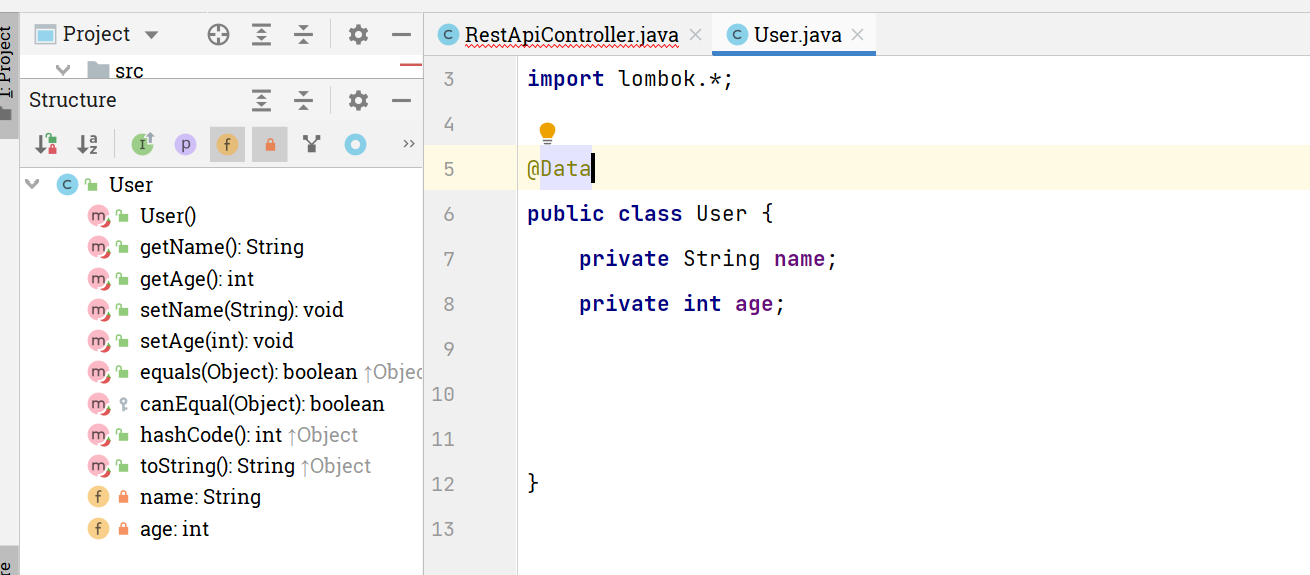 Project
RestApiController.java
User.java
1: Project
src
Structure
User
User()
getName(): String
getAge(): int
setName(String): void
setAge(int): void
equals(Object): boolean ↑Objec
canEqual(Object): boolean
hashCode(): int ↑Object
toString(): String ↑Object
name: String
age: int
3 import lombok.*;
4
5 @Data
6 public class User {
7 private String name;
8 private int age;
9
10
11
12 }
13